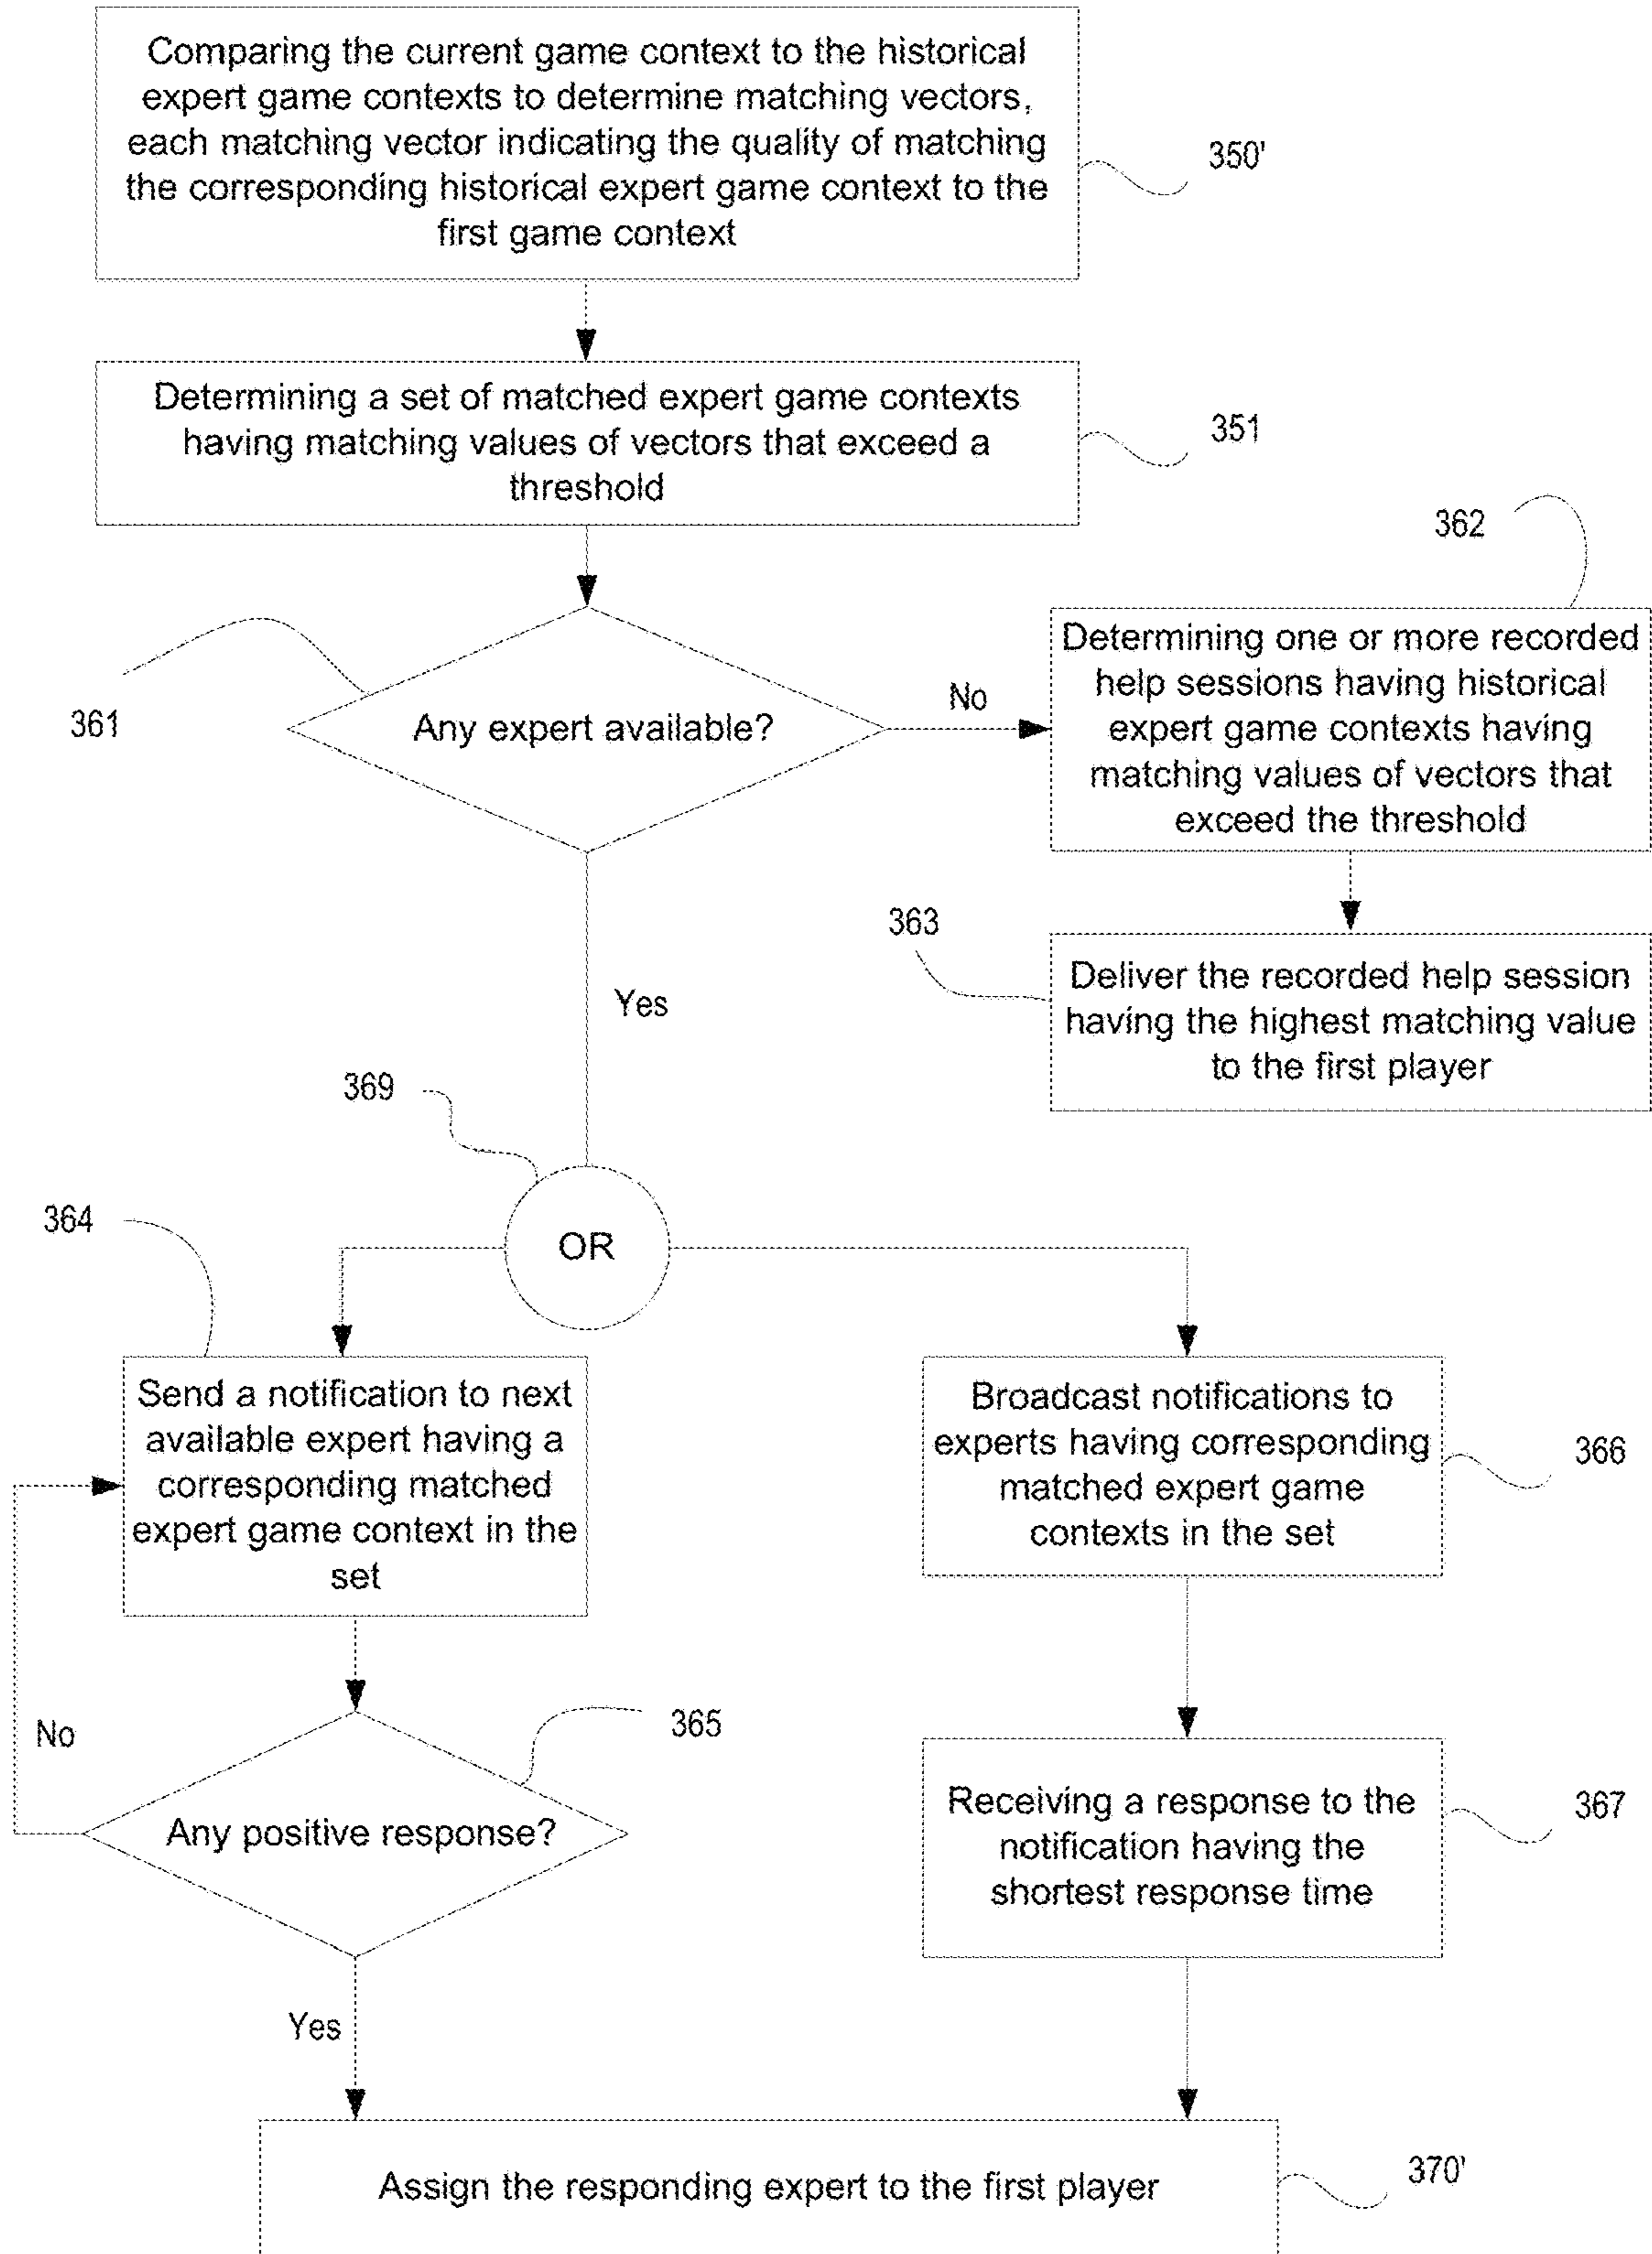 Comparing the current game context to the historical
expert game contexts to determine matching vectors,
each matching vector indicating the quality of matching
the corresponding historical expert game context to the
first game context
350'
Determining a set of matched expert game contexts
having matching values of vectors that exceed a
threshold
351
362
361
Any expert available?
No
Determining one or more recorded
help sessions having historical
expert game contexts having
matching values of vectors that
exceed the threshold
363
Deliver the recorded help session
having the highest matching value
to the first player
Yes
369
OR
364
Send a notification to next
available expert having a
corresponding matched
expert game context in the
set
Broadcast notifications to
experts having corresponding
matched expert game
contexts in the set
366
No
365
Any positive response?
Receiving a response to the
notification having the
shortest response time
367
Yes
Assign the responding expert to the first player
370'